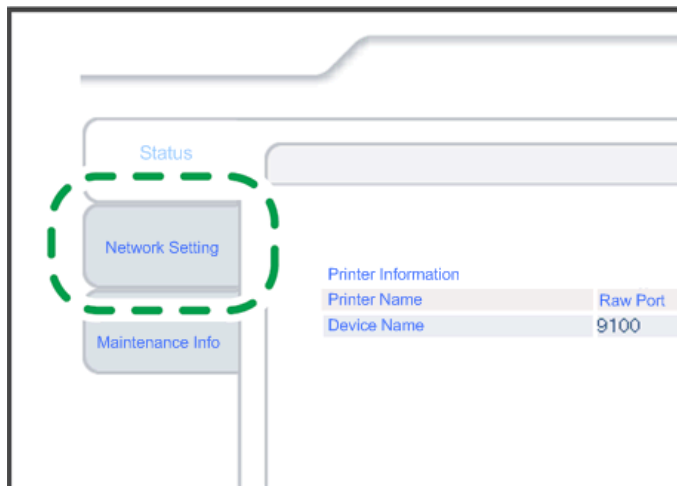 Status
Network Setting
Maintenance Info
Printer Information
Printer Name Raw Port
Device Name 9100